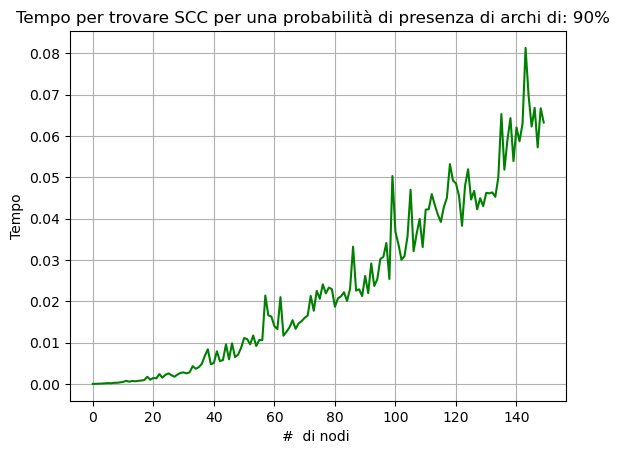 Tempo per trovare SCC per una probabilità di presenza di archi di: 90%
0.08
0.07
0.06
0.05
0.04
0.03
0.02
0.01
0.00
Tempo
0 20 40 60 80 100 120 140
#  di nodi